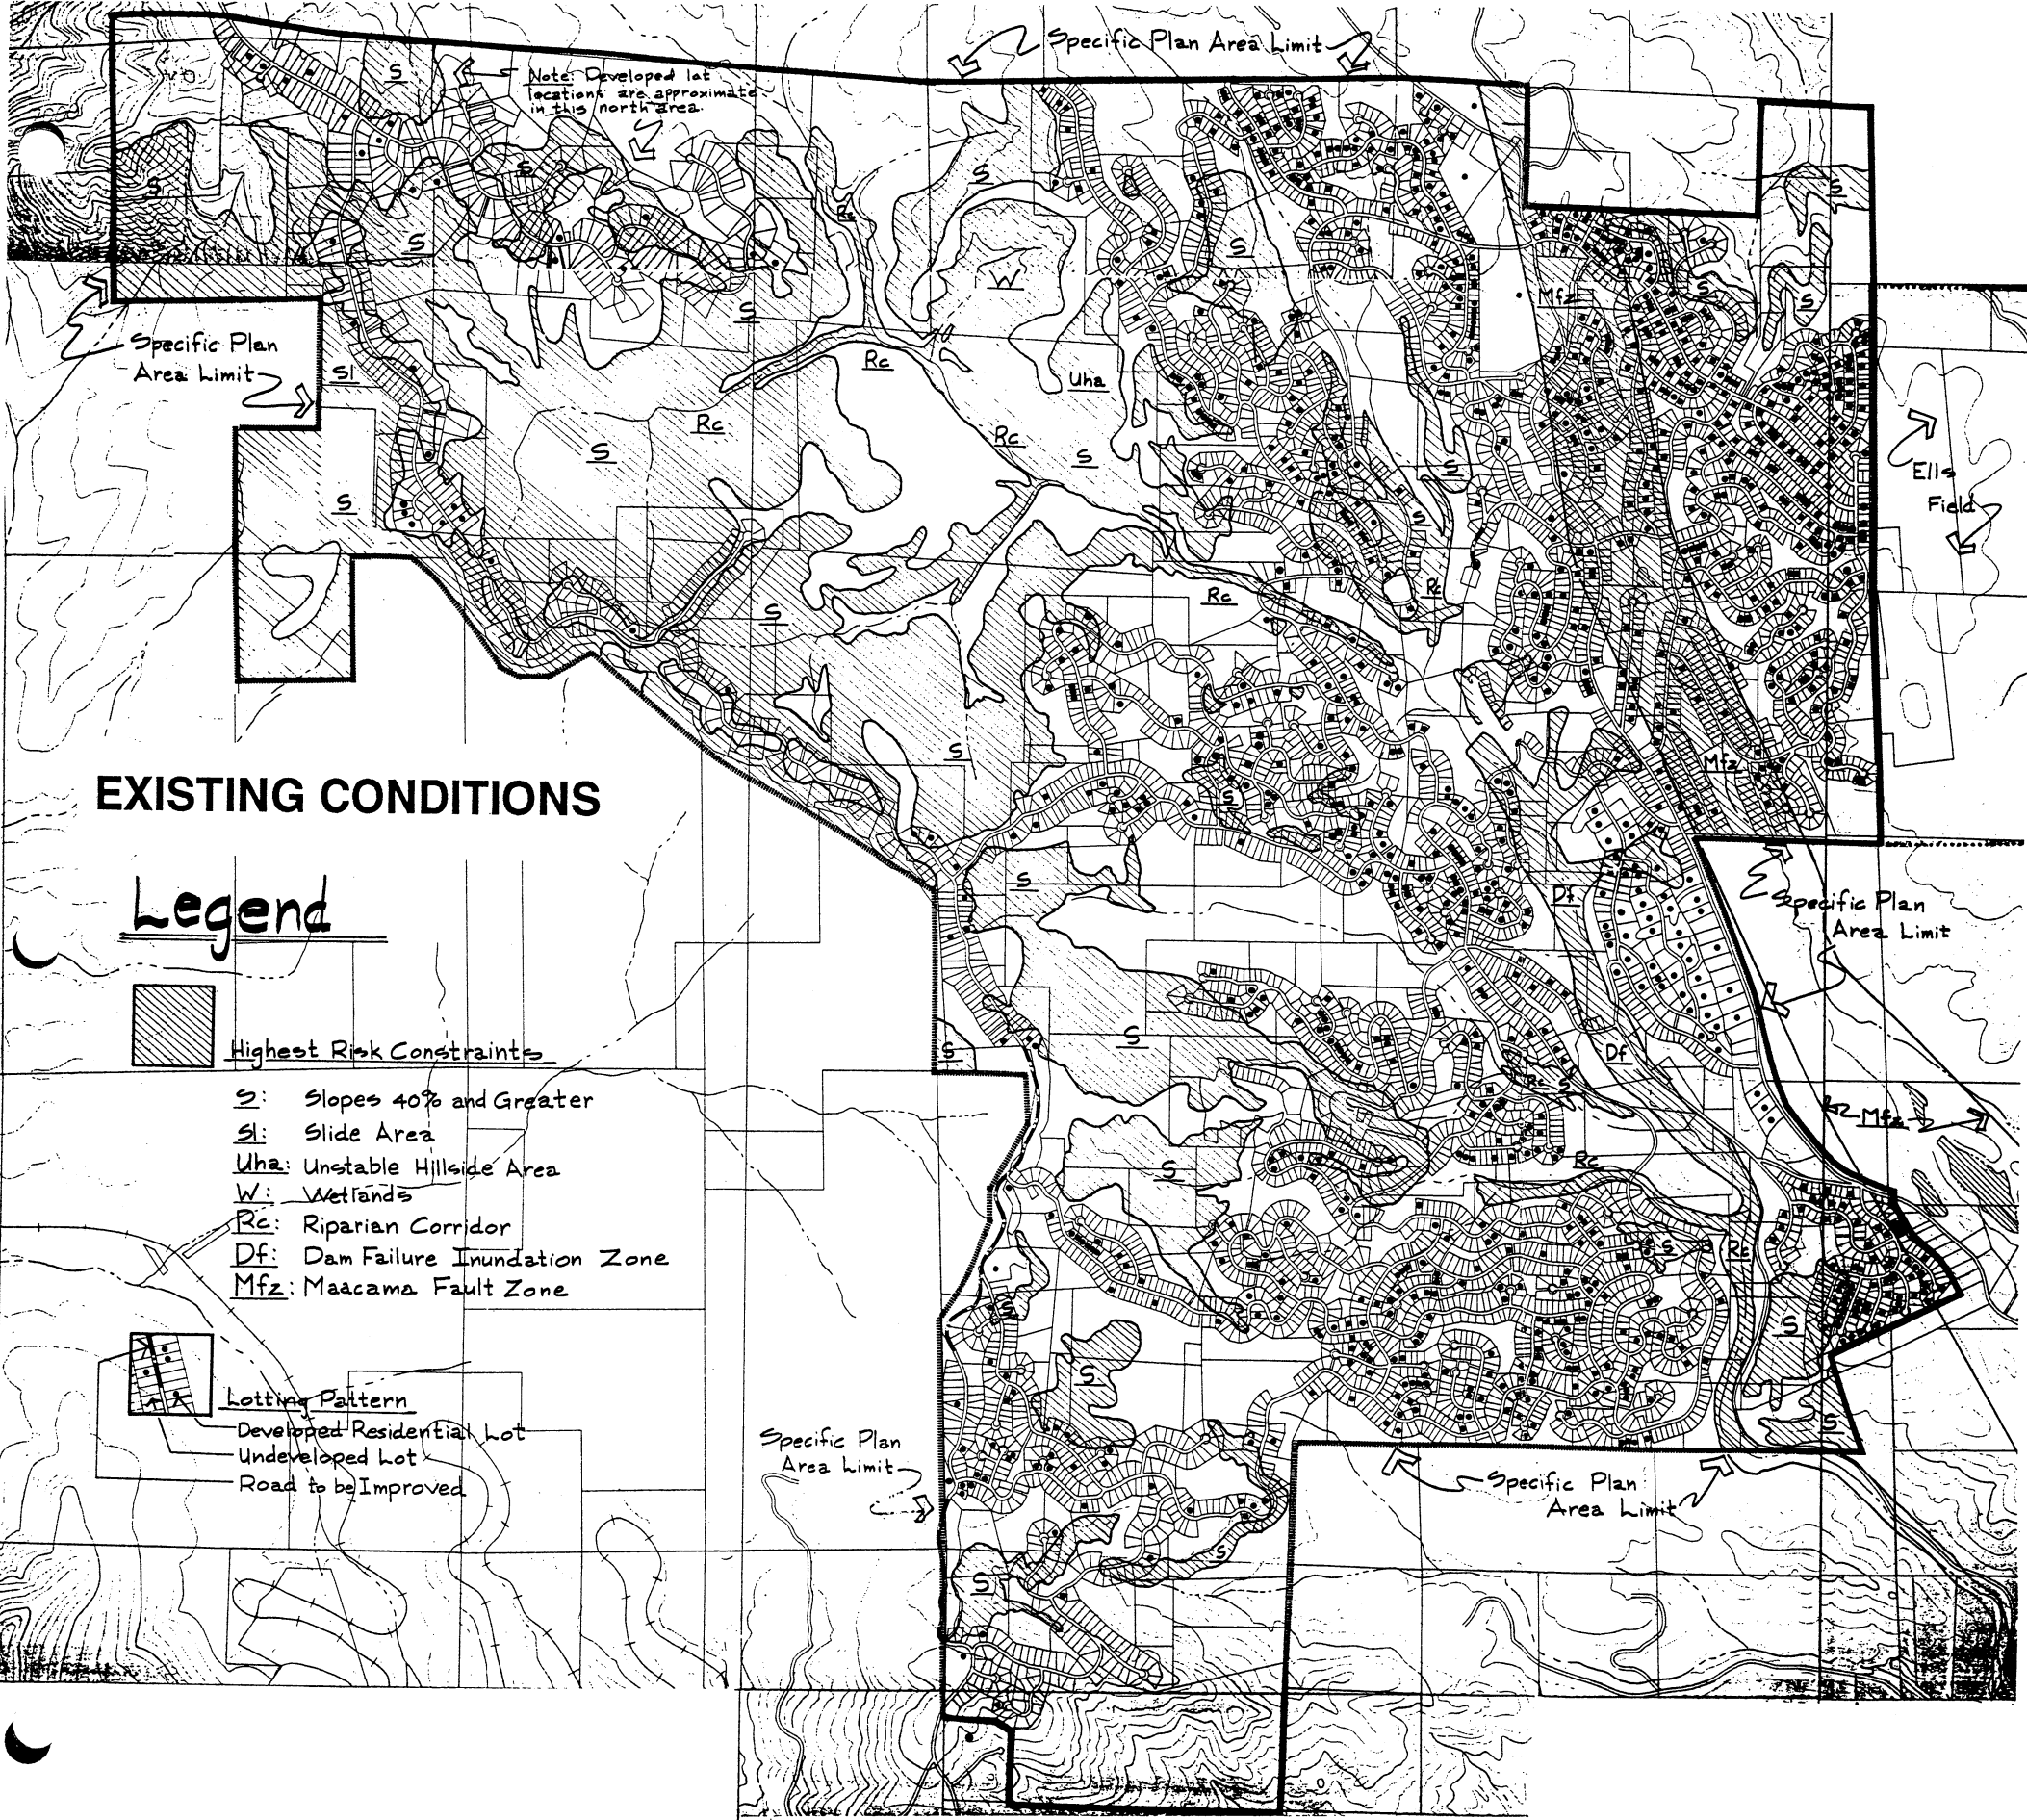 Specific Plan Area Limit
Note: Developed lot
locations are approximate
in this north area.
S
S
S
S
S
Rc
W
S
S
Mfz
S
S
S
Specific Plan
Area Limit
Sl
Rc
Uha
S
Rc
S
Rc
S
S
S
S
Ells
Field
Rc
Rc
S
S
Mfz
S
EXISTING CONDITIONS
S
Df
Specific Plan
Area Limit
Legend
S
S
Df
Rc
S
Mfz
S
Rc
Highest Risk Constraints
S: Slopes 40% and Greater
Sl: Slide Area
Uha: Unstable Hillside Area
W: Wetlands
Rc: Riparian Corridor
Df: Dam Failure Inundation Zone
Mfz: Maacama Fault Zone
S
Rc
S
S
S
S
Lotting Pattern
Developed Residential Lot
Undeveloped Lot
Road to be Improved
Specific Plan
Area Limit
Specific Plan
Area Limit
S
S